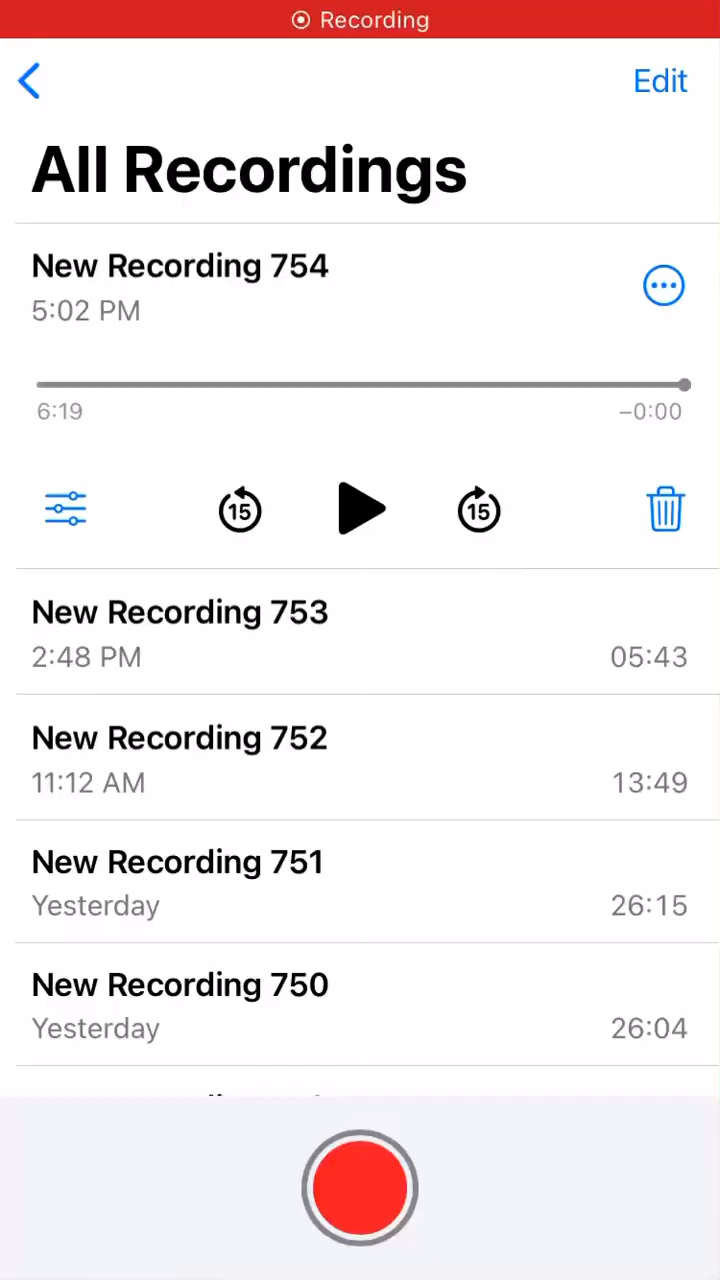 Recording
Edit
All Recordings
New Recording 754
5:02 PM
6:19
–0:00
15
15
New Recording 753
2:48 PM
05:43
New Recording 752
11:12 AM
13:49
New Recording 751
Yesterday
26:15
New Recording 750
Yesterday
26:04